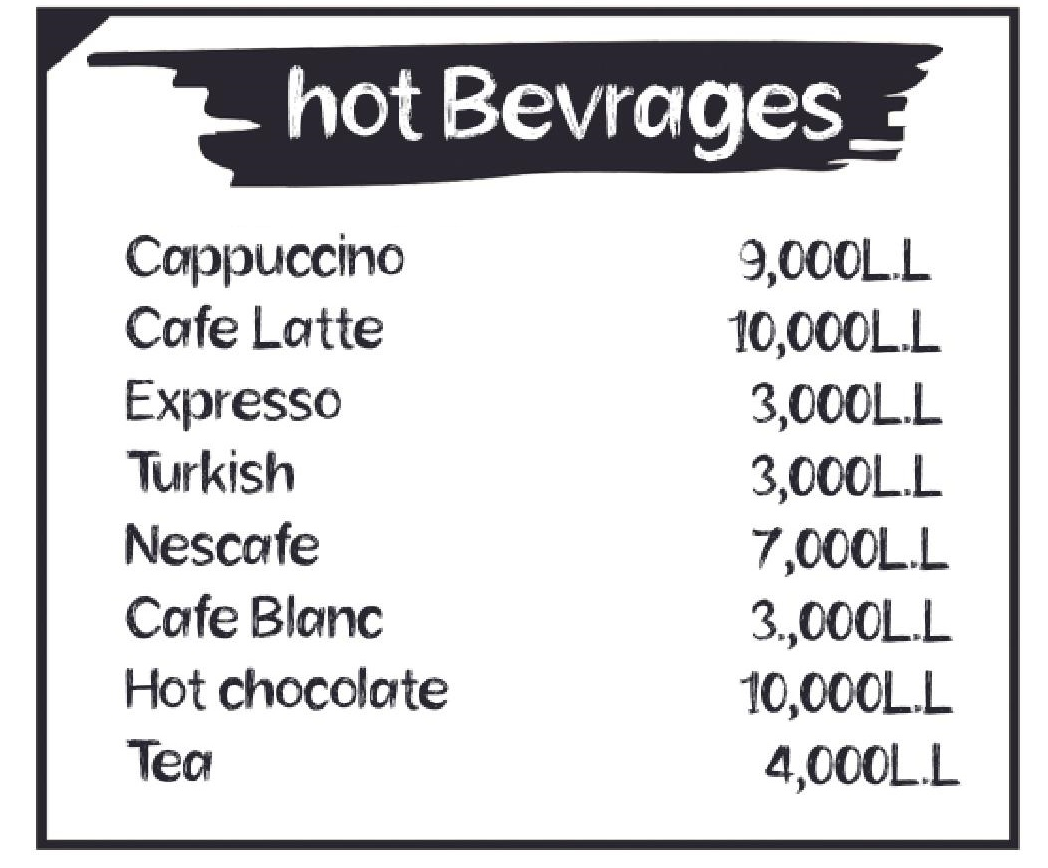 hot Bevrages
Cappuccino 9,000L.L
Cafe Latte 10,000L.L
Expresso 3,000L.L
Turkish 3,000L.L
Nescafe 7,000L.L
Cafe Blanc 3.,000L.L
Hot chocolate 10,000L.L
Tea 4,000L.L